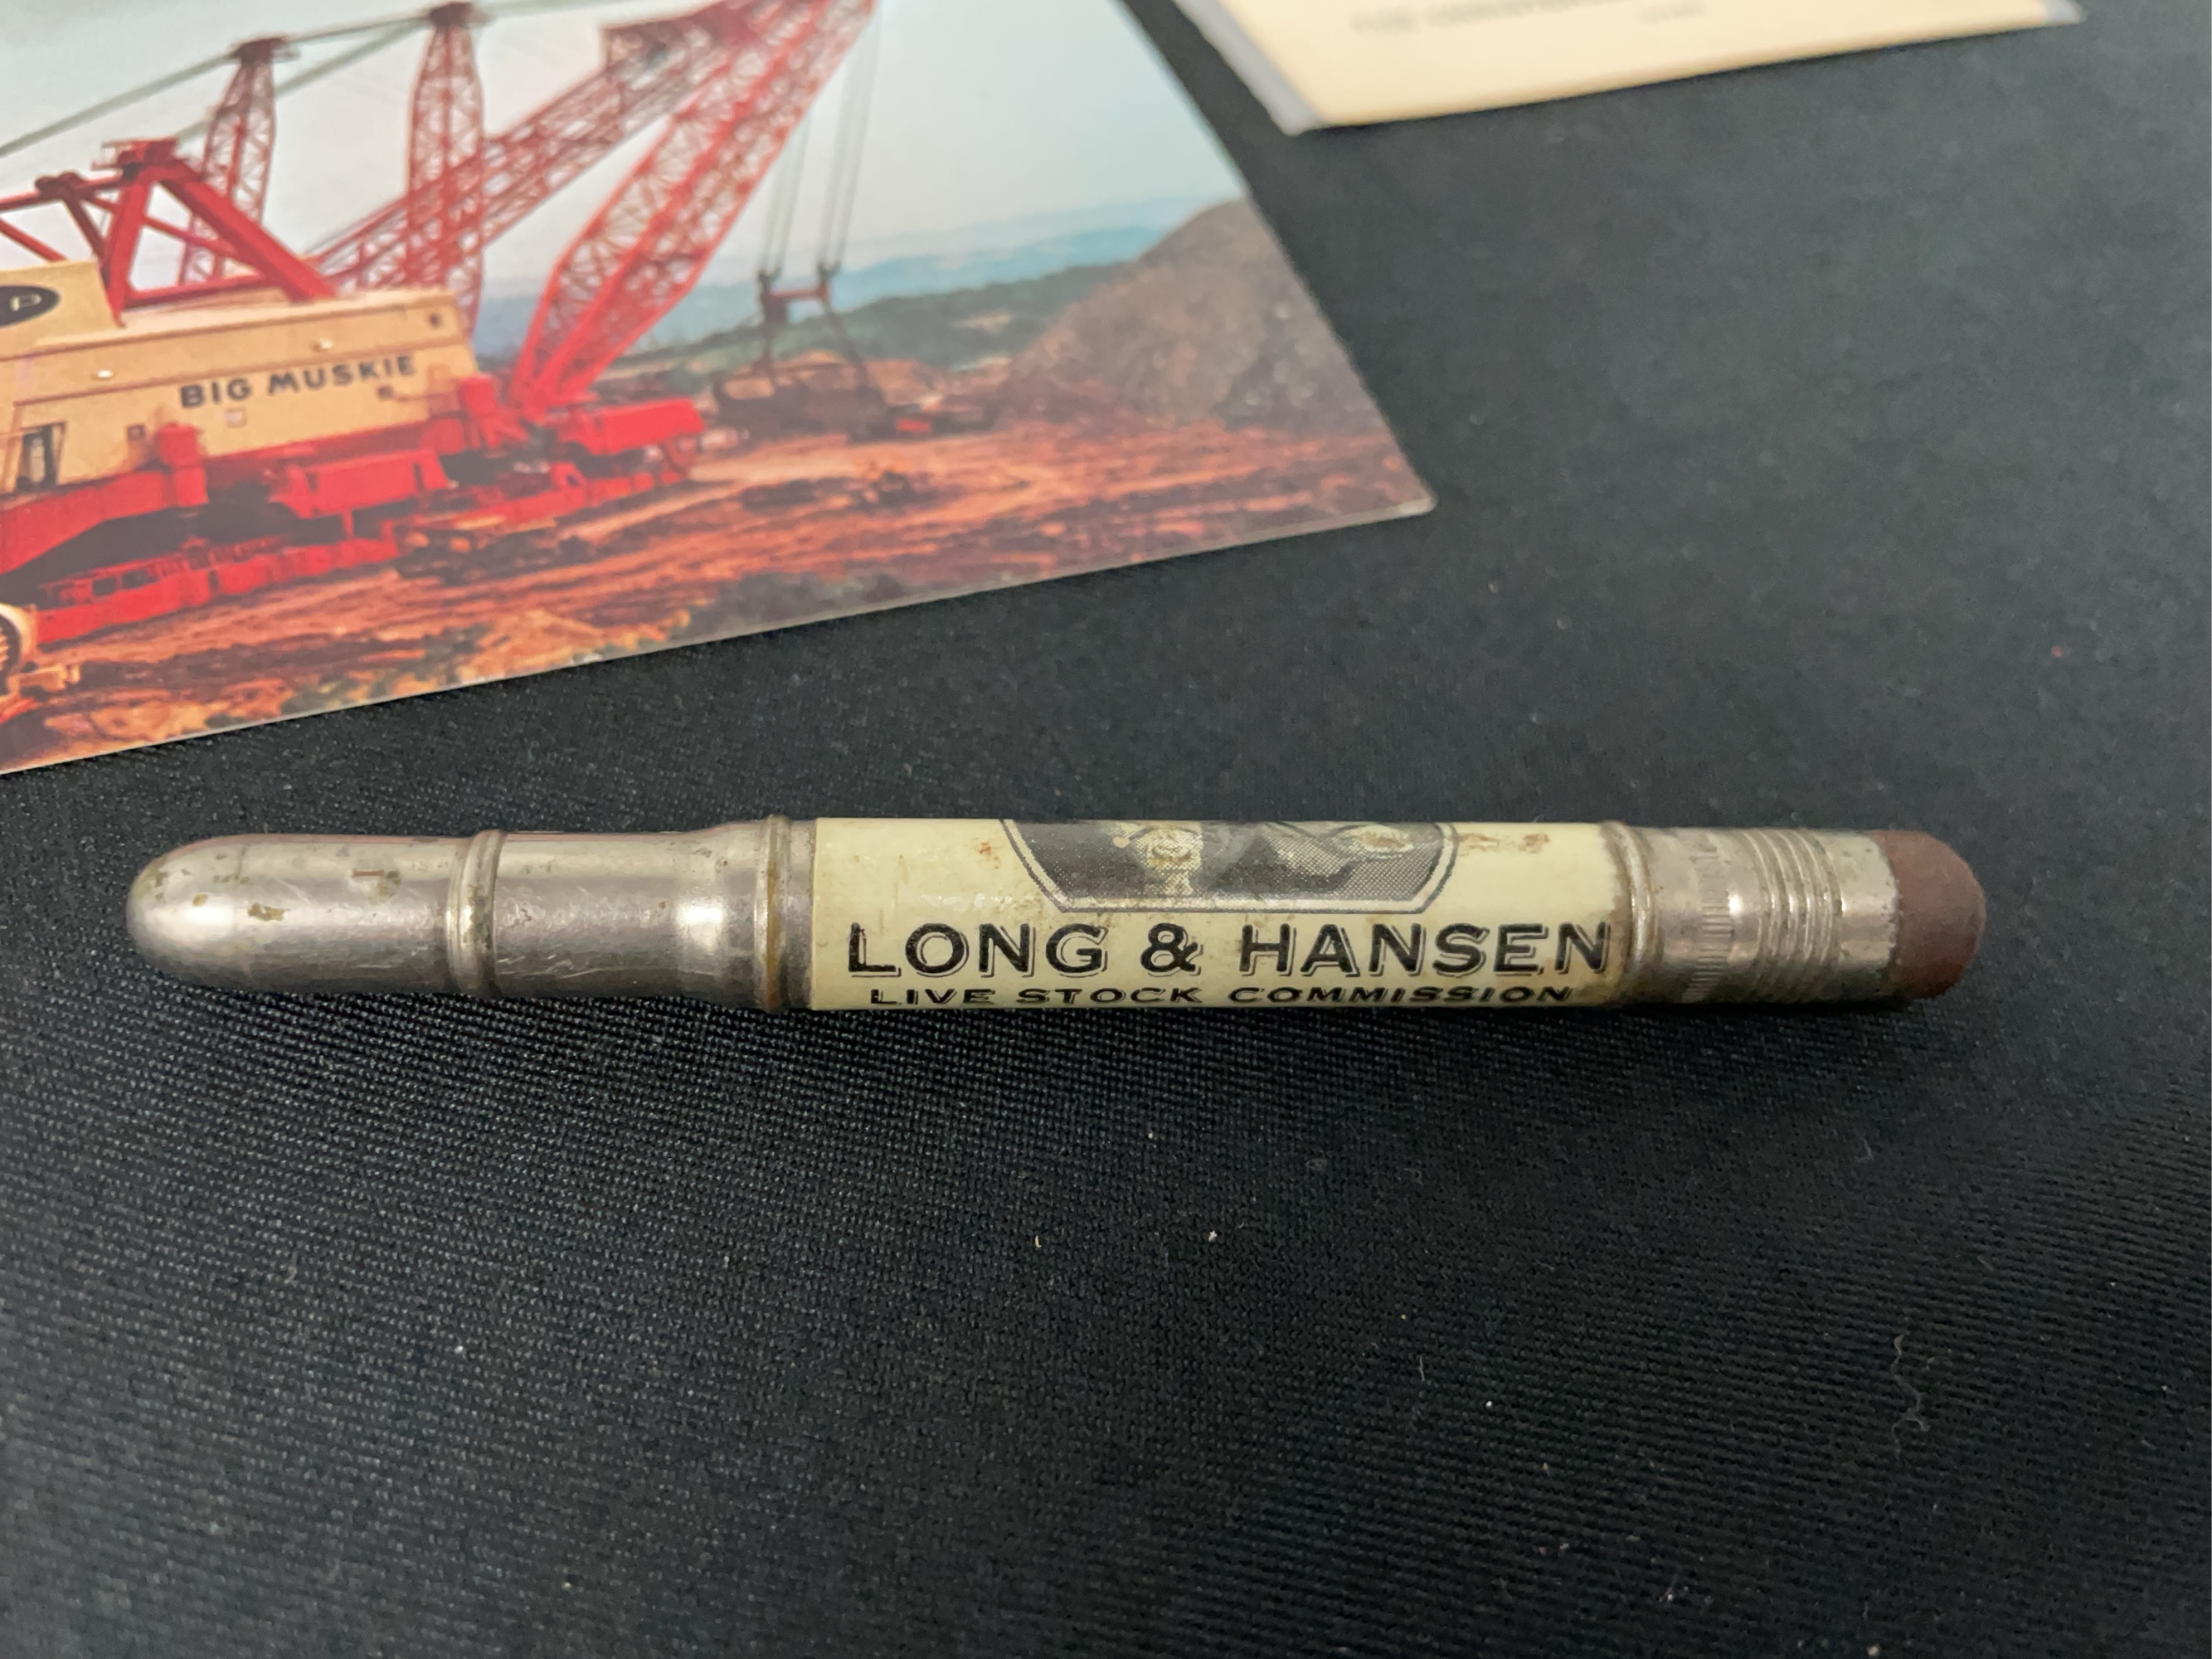 P
BIG MUSKIE
LONG & HANSEN
LIVE STOCK COMMISSION